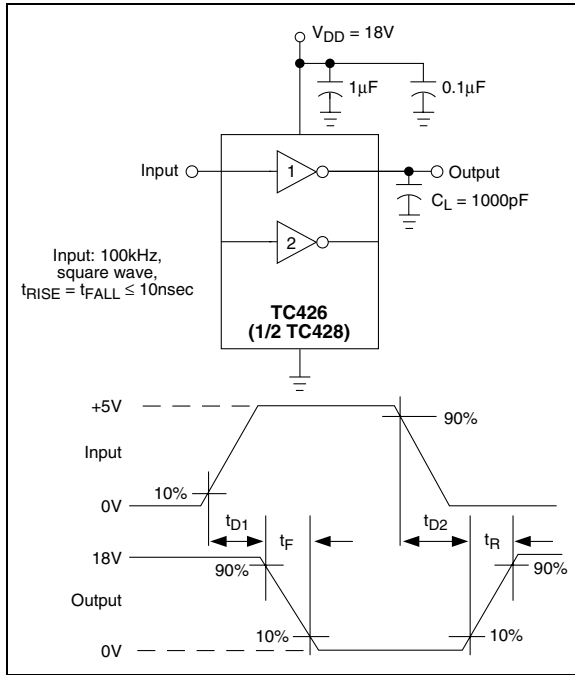 V_DD = 18V
1μF
0.1μF
Input
1
Output
C_L = 1000pF
2
Input: 100kHz,
square wave,
t_RISE = t_FALL ≤ 10nsec
TC426
(1/2 TC428)
+5V
90%
Input
10%
0V
t_D1
t_F
t_D2
t_R
18V
90%
90%
Output
10%
10%
0V